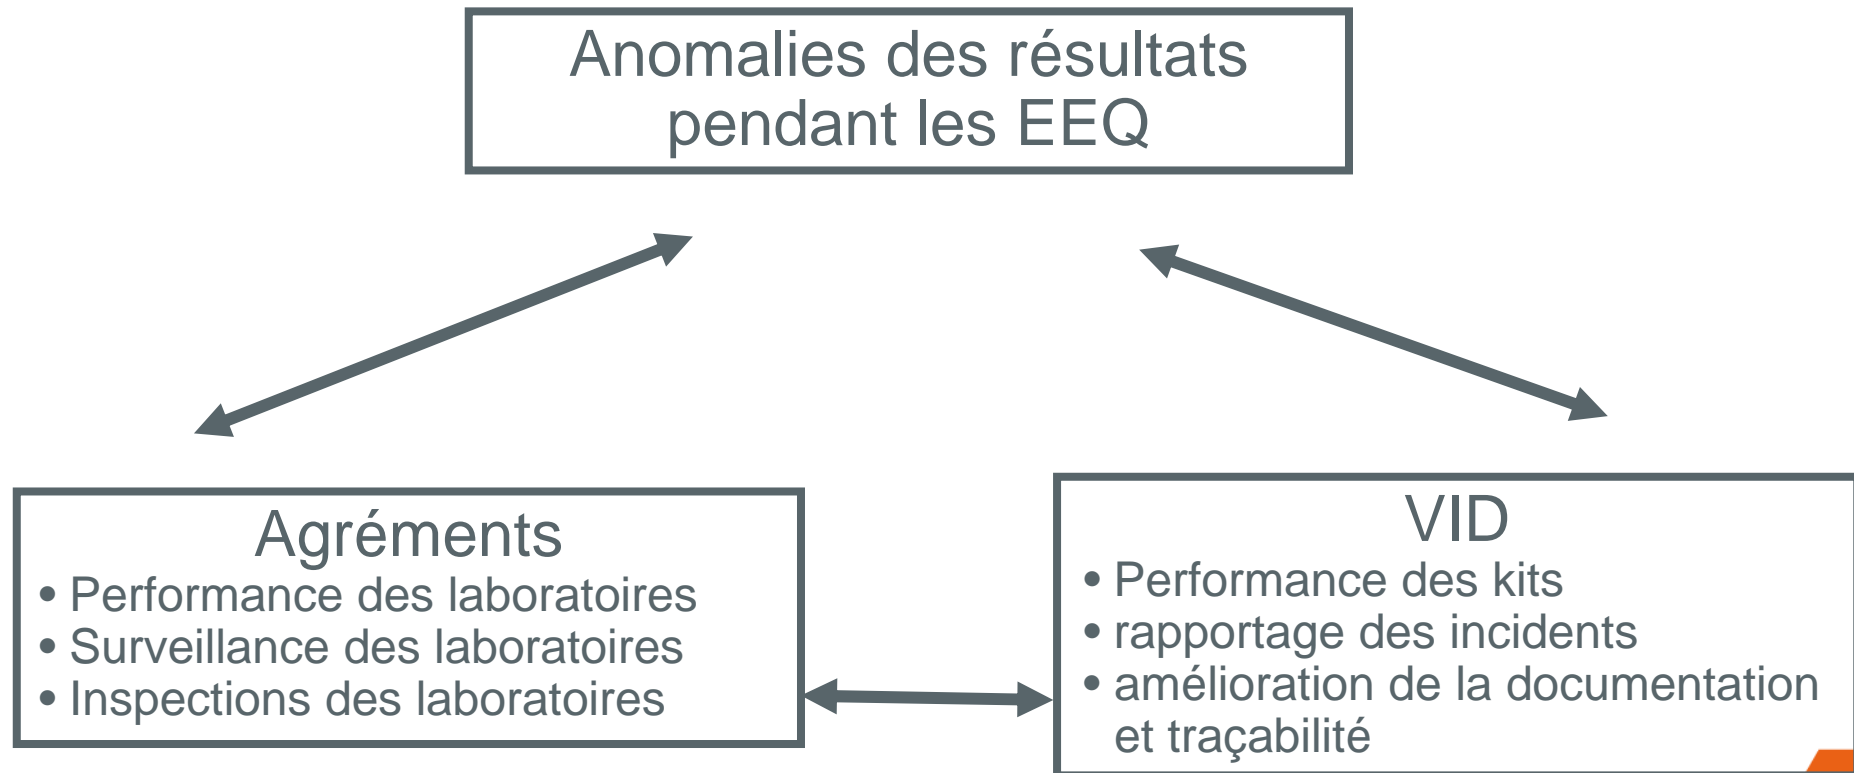 Anomalies des résultats
pendant les EEQ
Agréments
• Performance des laboratoires
• Surveillance des laboratoires
• Inspections des laboratoires
VID
• Performance des kits
• rapportage des incidents
• amélioration de la documentation
et traçabilité